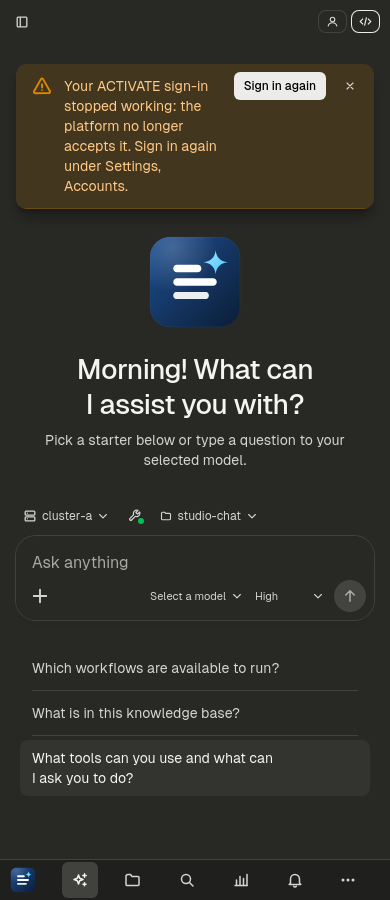 Your ACTIVATE sign-in
stopped working: the
platform no longer
accepts it. Sign in again
under Settings,
Accounts.
Sign in again
Morning! What can
I assist you with?
Pick a starter below or type a question to your
selected model.
cluster-a
studio-chat
Ask anything
Select a model
High
Which workflows are available to run?
What is in this knowledge base?
What tools can you use and what can
I ask you to do?